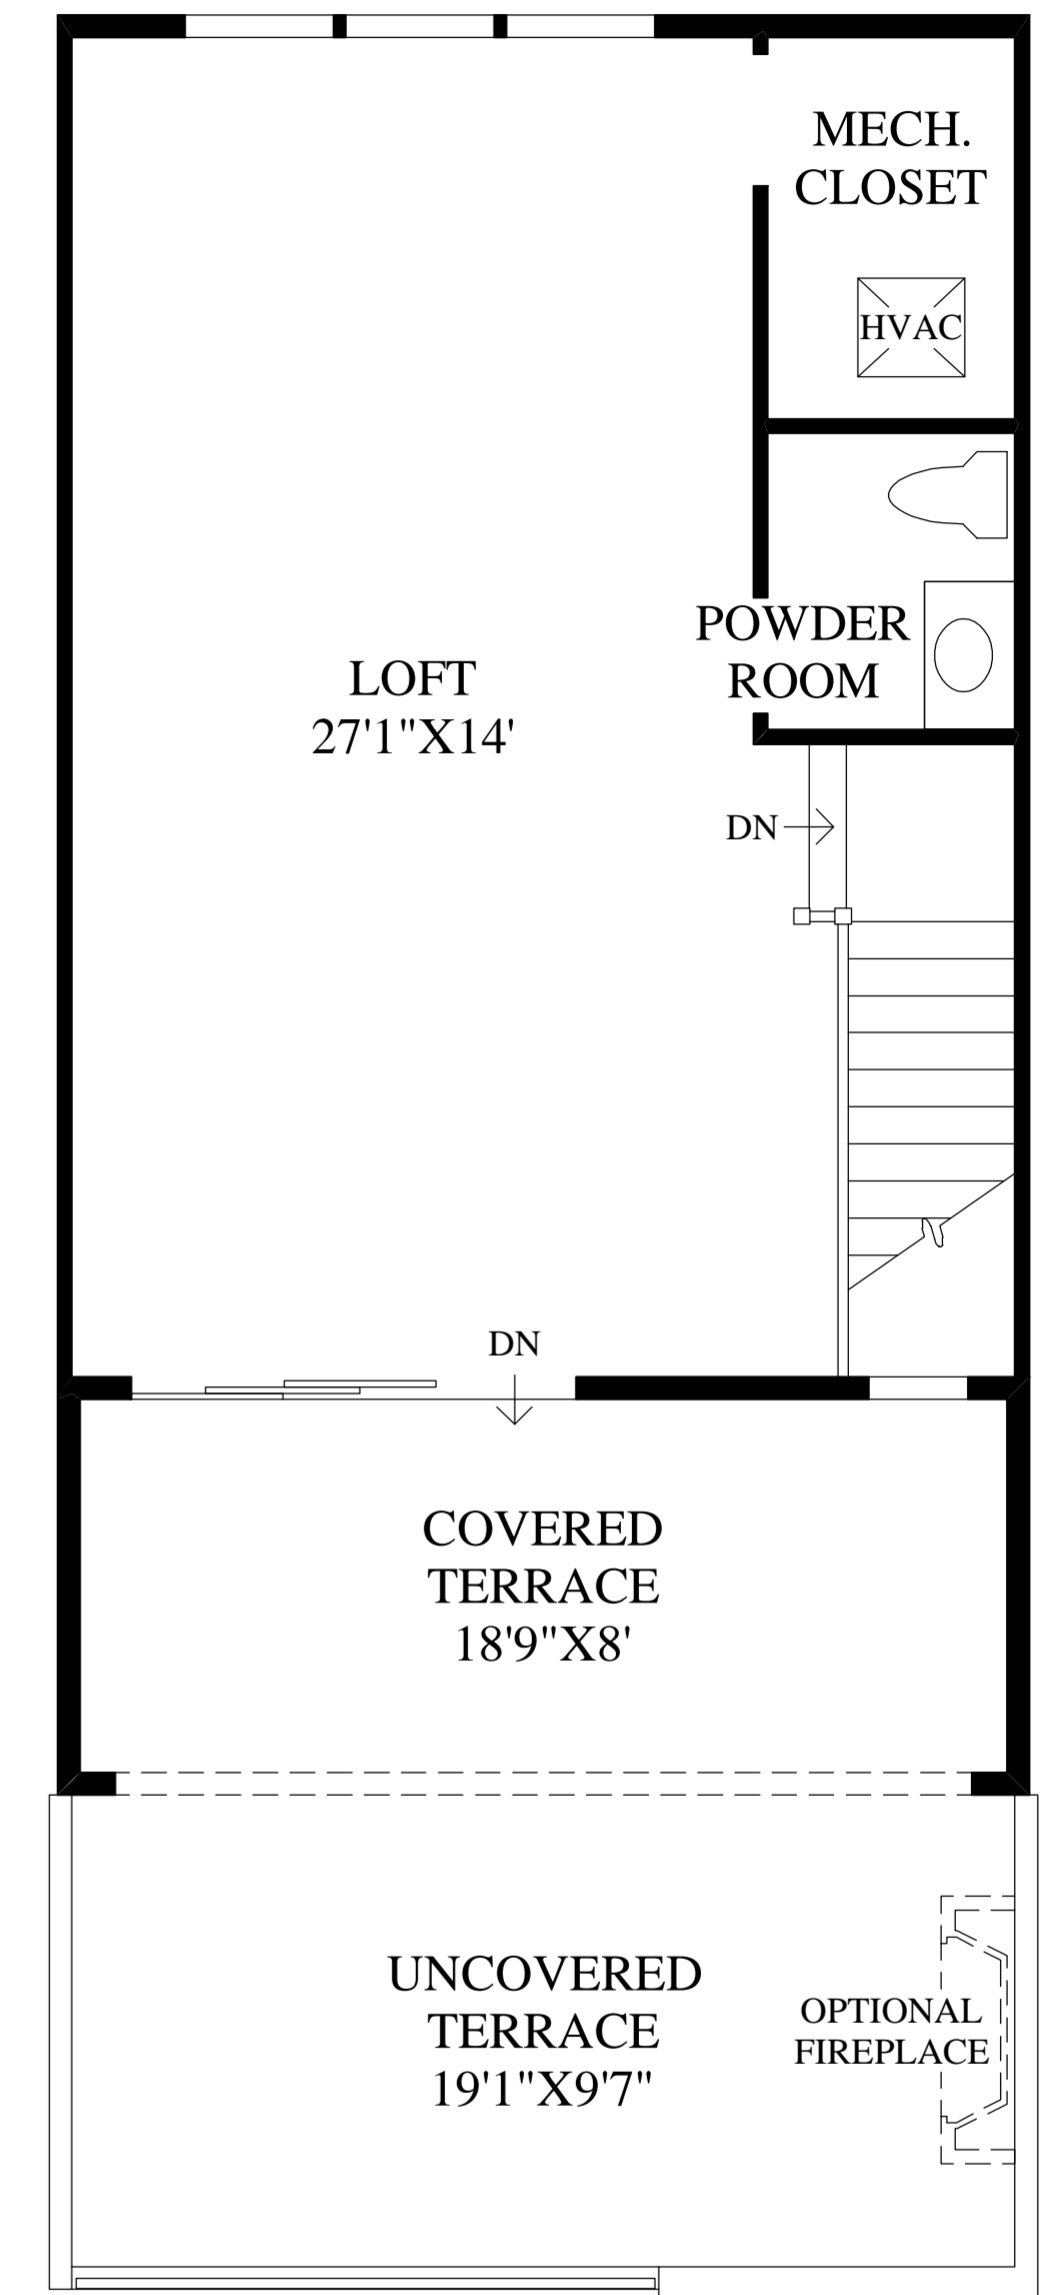 MECH.
CLOSET
HVAC
POWDER
ROOM
LOFT
27'1"X14'
DN
DN
COVERED
TERRACE
18'9"X8'
UNCOVERED
TERRACE
19'1"X9'7"
OPTIONAL
FIREPLACE